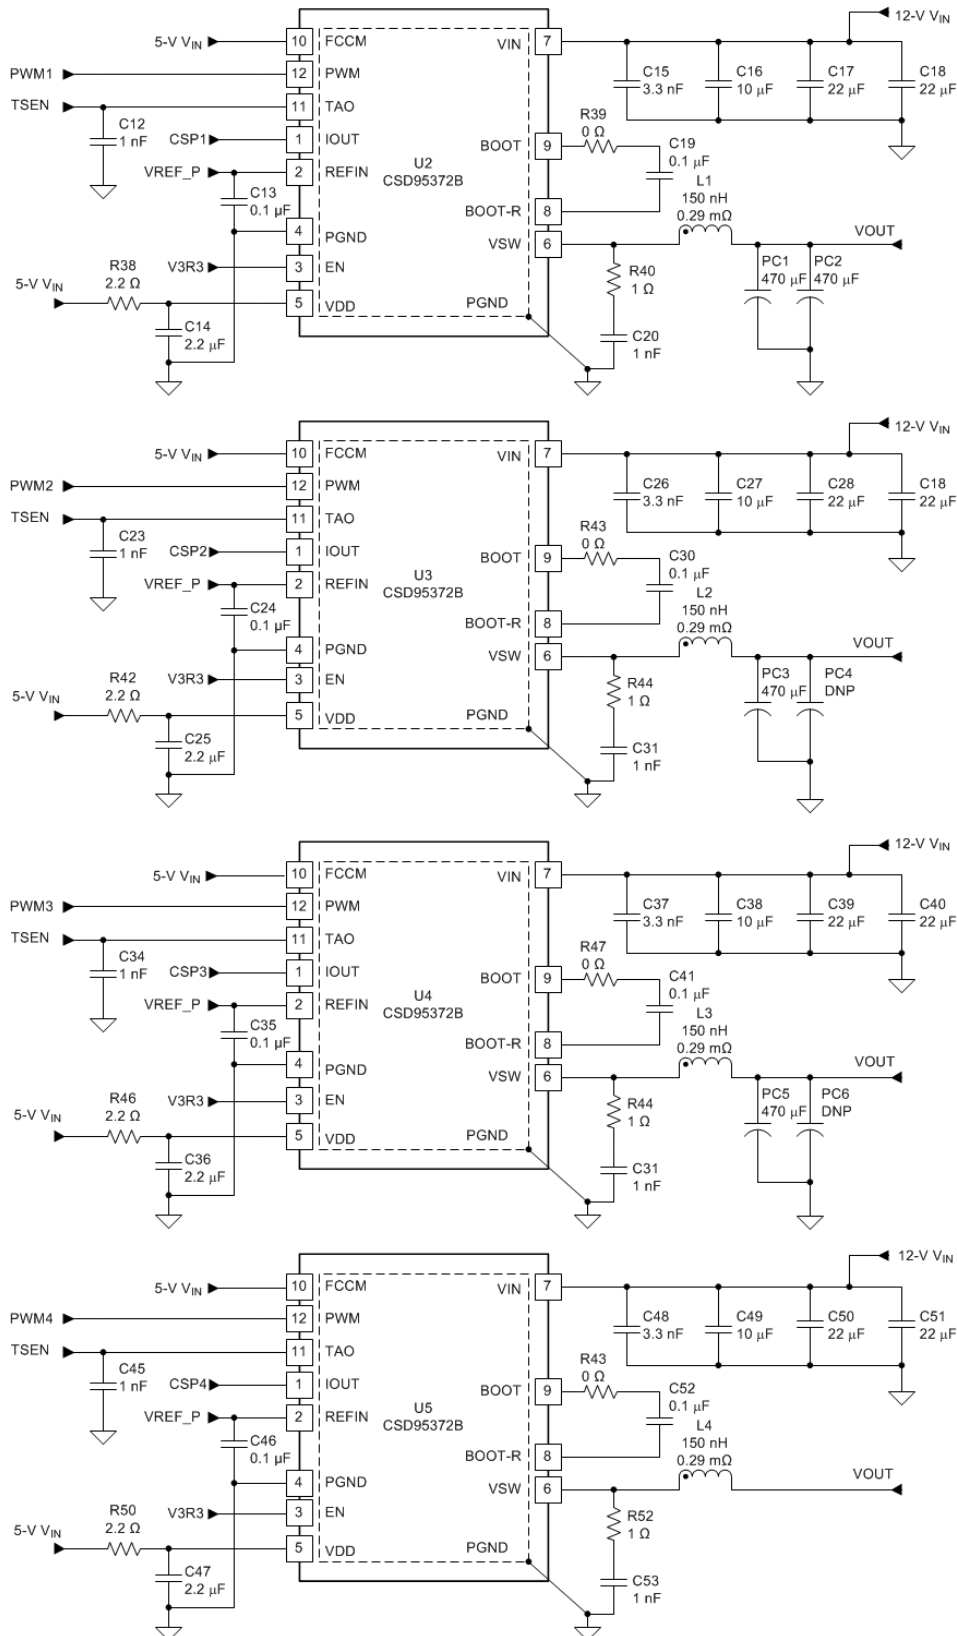 12-V VIN
5-V VIN
10
FCCM
VIN
7
PWM1
12
PWM
C15
3.3 nF
C16
10 µF
C17
22 µF
C18
22 µF
TSEN
11
TAO
C12
1 nF
R39
0 Ω
CSP1
1
IOUT
BOOT
9
C19
0.1 µF
U2
CSD95372B
VREF_P
2
REFIN
L1
150 nH
0.29 mΩ
C13
0.1 µF
BOOT-R
8
4
PGND
VSW
6
VOUT
V3R3
3
EN
R40
1 Ω
PC1
470 µF
PC2
470 µF
5-V VIN
R38
2.2 Ω
5
VDD
PGND
C14
2.2 µF
C20
1 nF
12-V VIN
5-V VIN
10
FCCM
VIN
7
PWM2
12
PWM
C26
3.3 nF
C27
10 µF
C28
22 µF
C18
22 µF
TSEN
11
TAO
C23
1 nF
R43
0 Ω
CSP2
1
IOUT
BOOT
9
C30
0.1 µF
U3
CSD95372B
VREF_P
2
REFIN
L2
150 nH
0.29 mΩ
C24
0.1 µF
BOOT-R
8
4
PGND
VSW
6
VOUT
V3R3
3
EN
R44
1 Ω
PC3
470 µF
PC4
DNP
5-V VIN
R42
2.2 Ω
5
VDD
PGND
C25
2.2 µF
C31
1 nF
12-V VIN
5-V VIN
10
FCCM
VIN
7
PWM3
12
PWM
C37
3.3 nF
C38
10 µF
C39
22 µF
C40
22 µF
TSEN
11
TAO
C34
1 nF
R47
0 Ω
CSP3
1
IOUT
BOOT
9
C41
0.1 µF
U4
CSD95372B
VREF_P
2
REFIN
L3
150 nH
0.29 mΩ
C35
0.1 µF
BOOT-R
8
4
PGND
VSW
6
VOUT
V3R3
3
EN
R44
1 Ω
PC5
470 µF
PC6
DNP
5-V VIN
R46
2.2 Ω
5
VDD
PGND
C36
2.2 µF
C31
1 nF
12-V VIN
5-V VIN
10
FCCM
VIN
7
PWM4
12
PWM
C48
3.3 nF
C49
10 µF
C50
22 µF
C51
22 µF
TSEN
11
TAO
C45
1 nF
R43
0 Ω
CSP4
1
IOUT
BOOT
9
C52
0.1 µF
U5
CSD95372B
VREF_P
2
REFIN
L4
150 nH
0.29 mΩ
C46
0.1 µF
BOOT-R
8
4
PGND
VSW
6
VOUT
V3R3
3
EN
R52
1 Ω
5-V VIN
R50
2.2 Ω
5
VDD
PGND
C47
2.2 µF
C53
1 nF